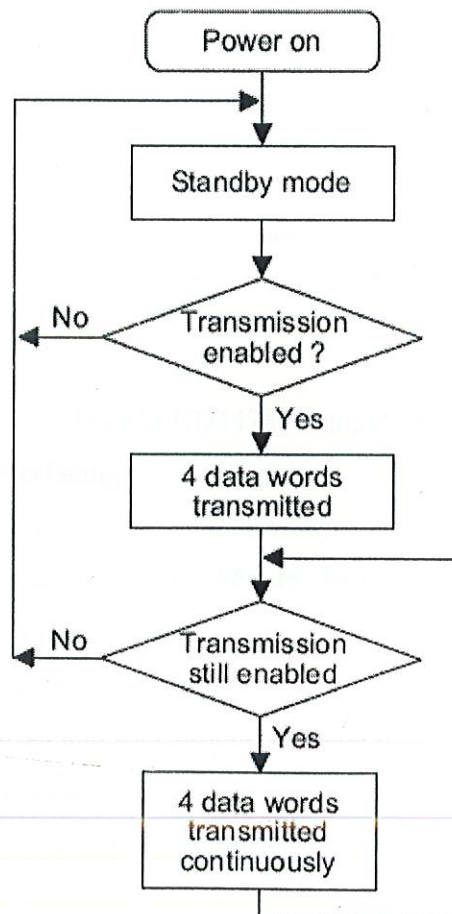 Power on
Standby mode
No
Transmission
enabled ?
Yes
4 data words
transmitted
No
Transmission
still enabled
Yes
4 data words
transmitted
continuously